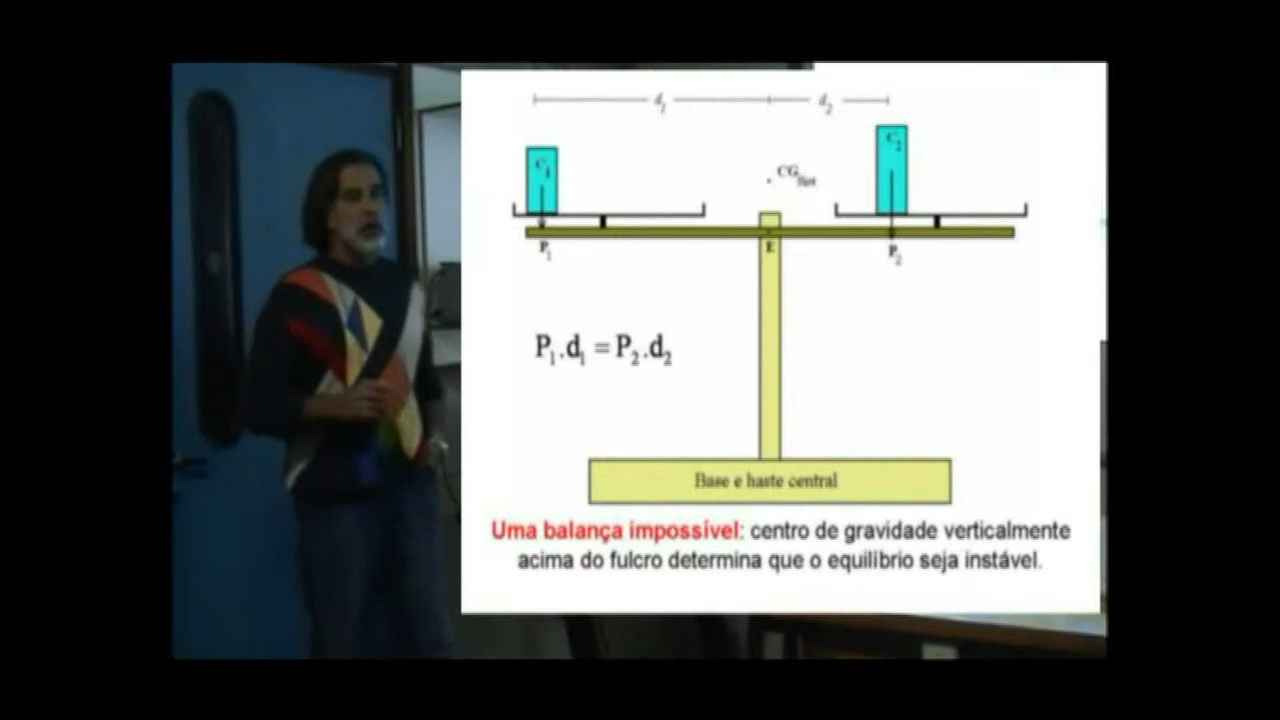 d₁ d₂
C₁ C₂
CG
P₁ E P₂
P₁.d₁ = P₂.d₂
Base e haste central
Uma balança impossível: centro de gravidade verticalmente
acima do fulcro determina que o equilíbrio seja instável.